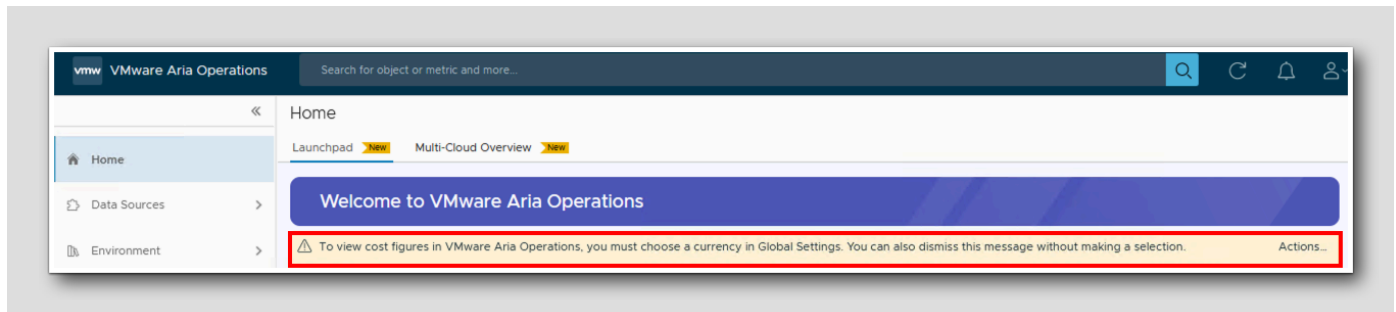 vmw VMware Aria Operations
Search for object or metric and more...
Home
Launchpad New Multi-Cloud Overview New
Home
Data Sources
Welcome to VMware Aria Operations
Environment
To view cost figures in VMware Aria Operations, you must choose a currency in Global Settings. You can also dismiss this message without making a selection. Actions...